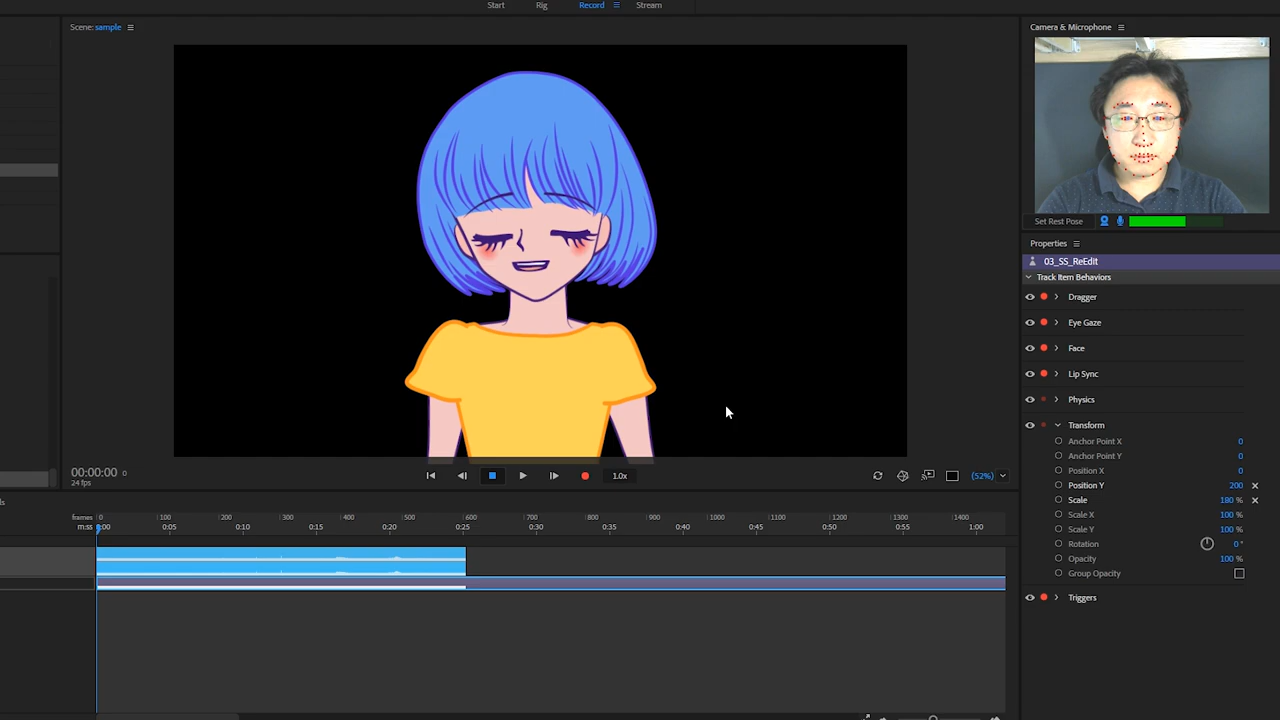 Start Rig Record Stream
Scene: sample
Camera & Microphone
Set Rest Pose
Properties
03_SS_ReEdit
Track Item Behaviors
Dragger
Eye Gaze
Face
Lip Sync
Physics
Transform
Anchor Point X 0
Anchor Point Y 0
Position X 0
Position Y 200
Scale 180 %
Scale X 100 %
Scale Y 100 %
Rotation 0°
Opacity 100 %
Group Opacity
Triggers
00:00:00 0
24 fps
1.0x
(52%)
frames 0 100 200 300 400 500 600 700 800 900 1000 1100 1200 1300 1400
m:ss 0:00 0:05 0:10 0:15 0:20 0:25 0:30 0:35 0:40 0:45 0:50 0:55 1:00